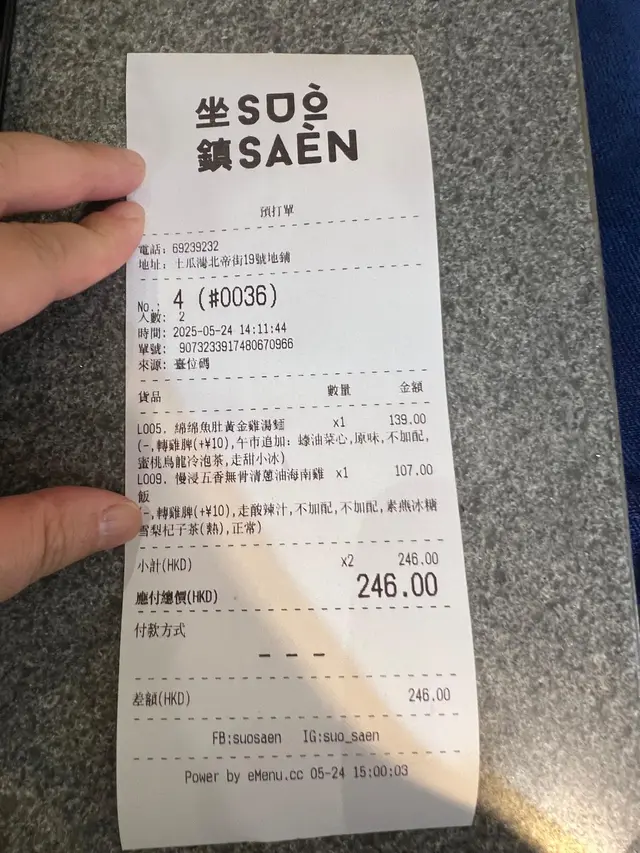 坐SUÒ
鎮SAÈN
預打單
電話: 69239232
地址: 土瓜灣北帝街19號地鋪
No.: 4 (#0036)
人數: 2
時間: 2025-05-24 14:11:44
單號: 9073233917480670966
來源: 臺位碼
貨品 數量 金額
L005. 綿綿魚肚黃金雞湯麵 x1 139.00
(-,轉雞脾(+¥10),午市追加: 蠔油菜心,原味,不加配,
蜜桃烏龍冷泡茶,走甜小冰)
L009. 慢浸五香無骨清蔥油海南雞 x1 107.00
飯
(-,轉雞脾(+¥10),走酸辣汁,不加配,不加配,素燕冰糖
雪梨杞子茶(熱),正常)
小計(HKD) x2 246.00
應付總價(HKD) 246.00
付款方式
---
差額(HKD) 246.00
FB:suosaen IG:suo_saen
Power by eMenu.cc 05-24 15:00:03